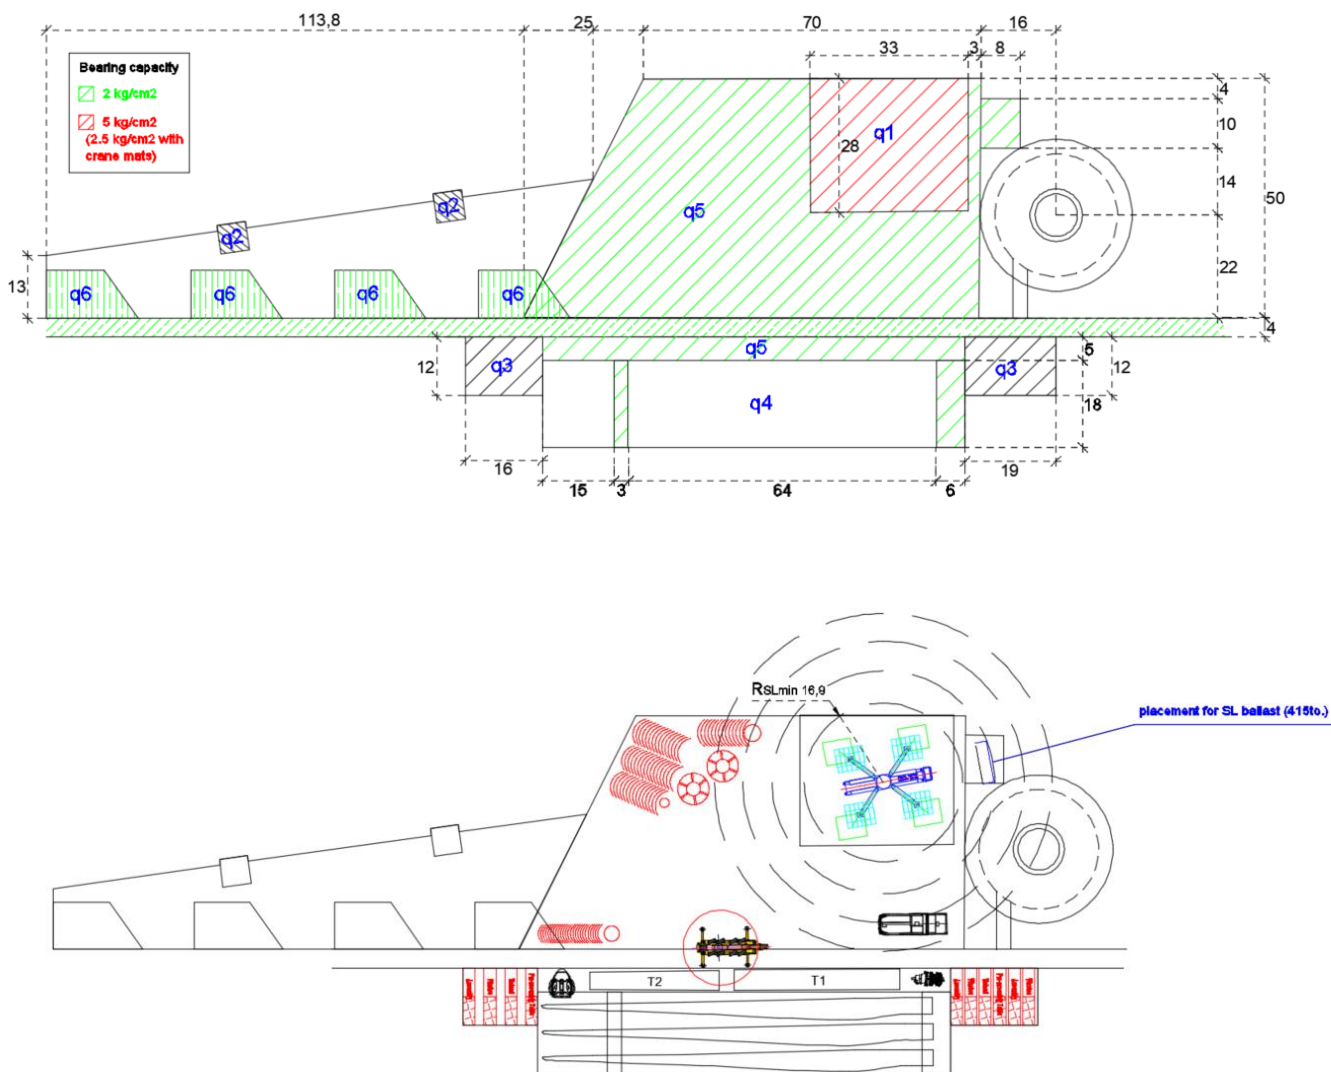 113,8
25
70
16
33
3
8
Bearing capacity
2 kg/cm2
5 kg/cm2
(2.5 kg/cm2 with
crane mats)
q1
28
4
10
14
50
22
q5
q2
q2
13
q6
q6
q6
q6
4
q3
q5
q3
5
12
12
q4
18
16
15
3
64
6
19
RSLmin 16,9
placement for SL ballast (415to.)
T2
T1